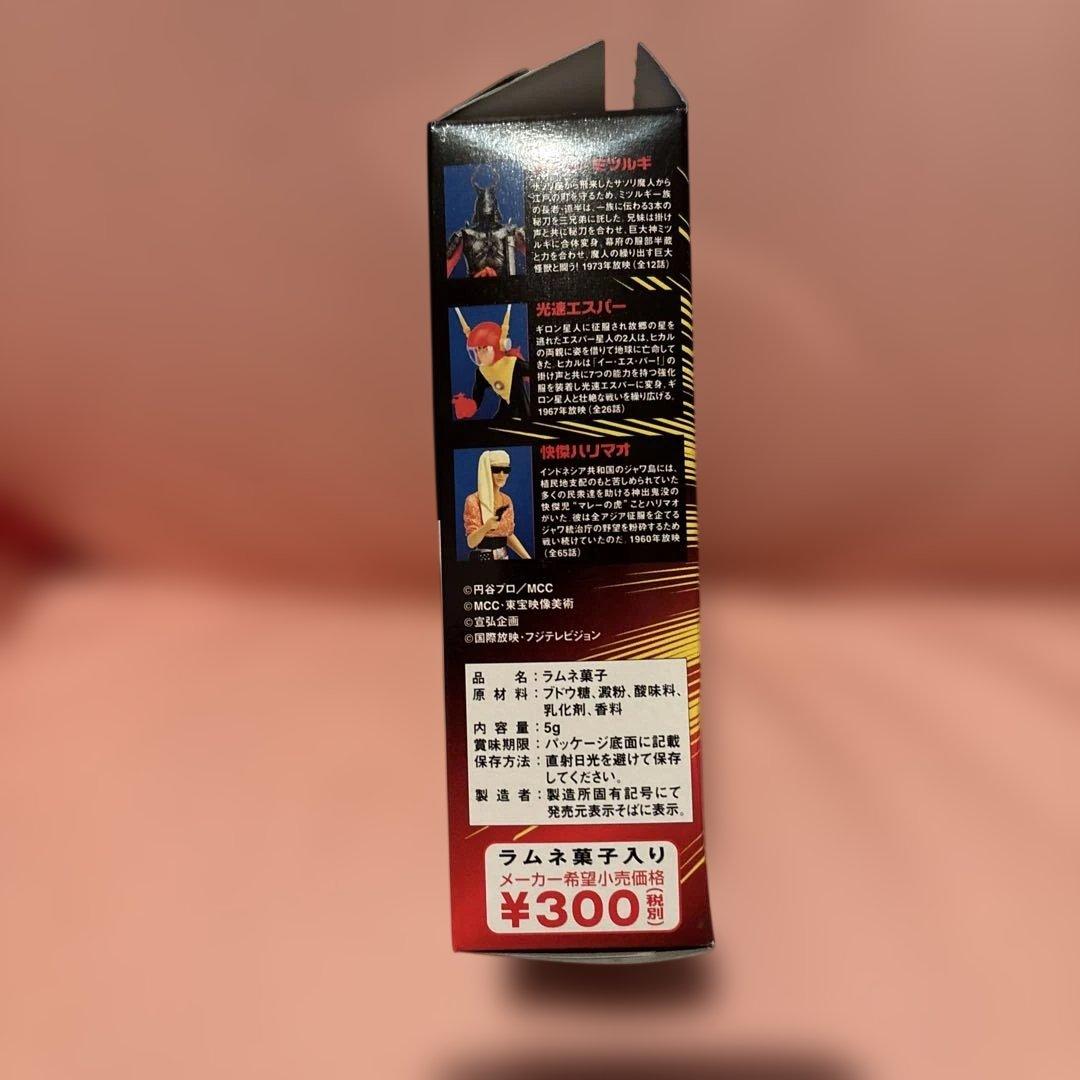 ミツルギ
サソリ座から飛来したサソリ魔人から
江戸の町を守るため、ミツルギ一族
の長老・道半は、一族に伝わる3本の
秘刀を三兄弟に託した。兄妹は掛け
声と共に秘刀を合わせ、巨大神ミツ
ルギに合体変身。幕府の服部半蔵
と力を合わせ、魔人の繰り出す巨大
怪獣と闘う! 1973年放映(全12話)
光速エスパー
ギロン星人に征服され故郷の星を
逃れたエスパー星人の2人は、ヒカル
の両親に姿を借りて地球に亡命して
きた。ヒカルは「イー・エス・パー!」の
掛け声と共に7つの能力を持つ強化
服を装着し光速エスパーに変身、ギ
ロン星人と壮絶な戦いを繰り広げる。
1967年放映(全26話)
快傑ハリマオ
インドネシア共和国のジャワ島には、
植民地支配のもと苦しめられていた
多くの民衆達を助ける神出鬼没の
快傑児"マレーの虎"ことハリマオ
がいた。彼は全アジア征服を企てる
ジャワ統治庁の野望を粉砕するため
戦い続けていたのだ。1960年放映
(全65話)
©円谷プロ/MCC
©MCC・東宝映像美術
©宣弘企画
©国際放映・フジテレビジョン
品名:ラムネ菓子
原材料:ブドウ糖、澱粉、酸味料、
乳化剤、香料
内容量:5g
賞味期限:パッケージ底面に記載
保存方法:直射日光を避けて保存
してください。
製造者:製造所固有記号にて
発売元表示そばに表示。
ラムネ菓子入り
メーカー希望小売価格
¥300(税別)